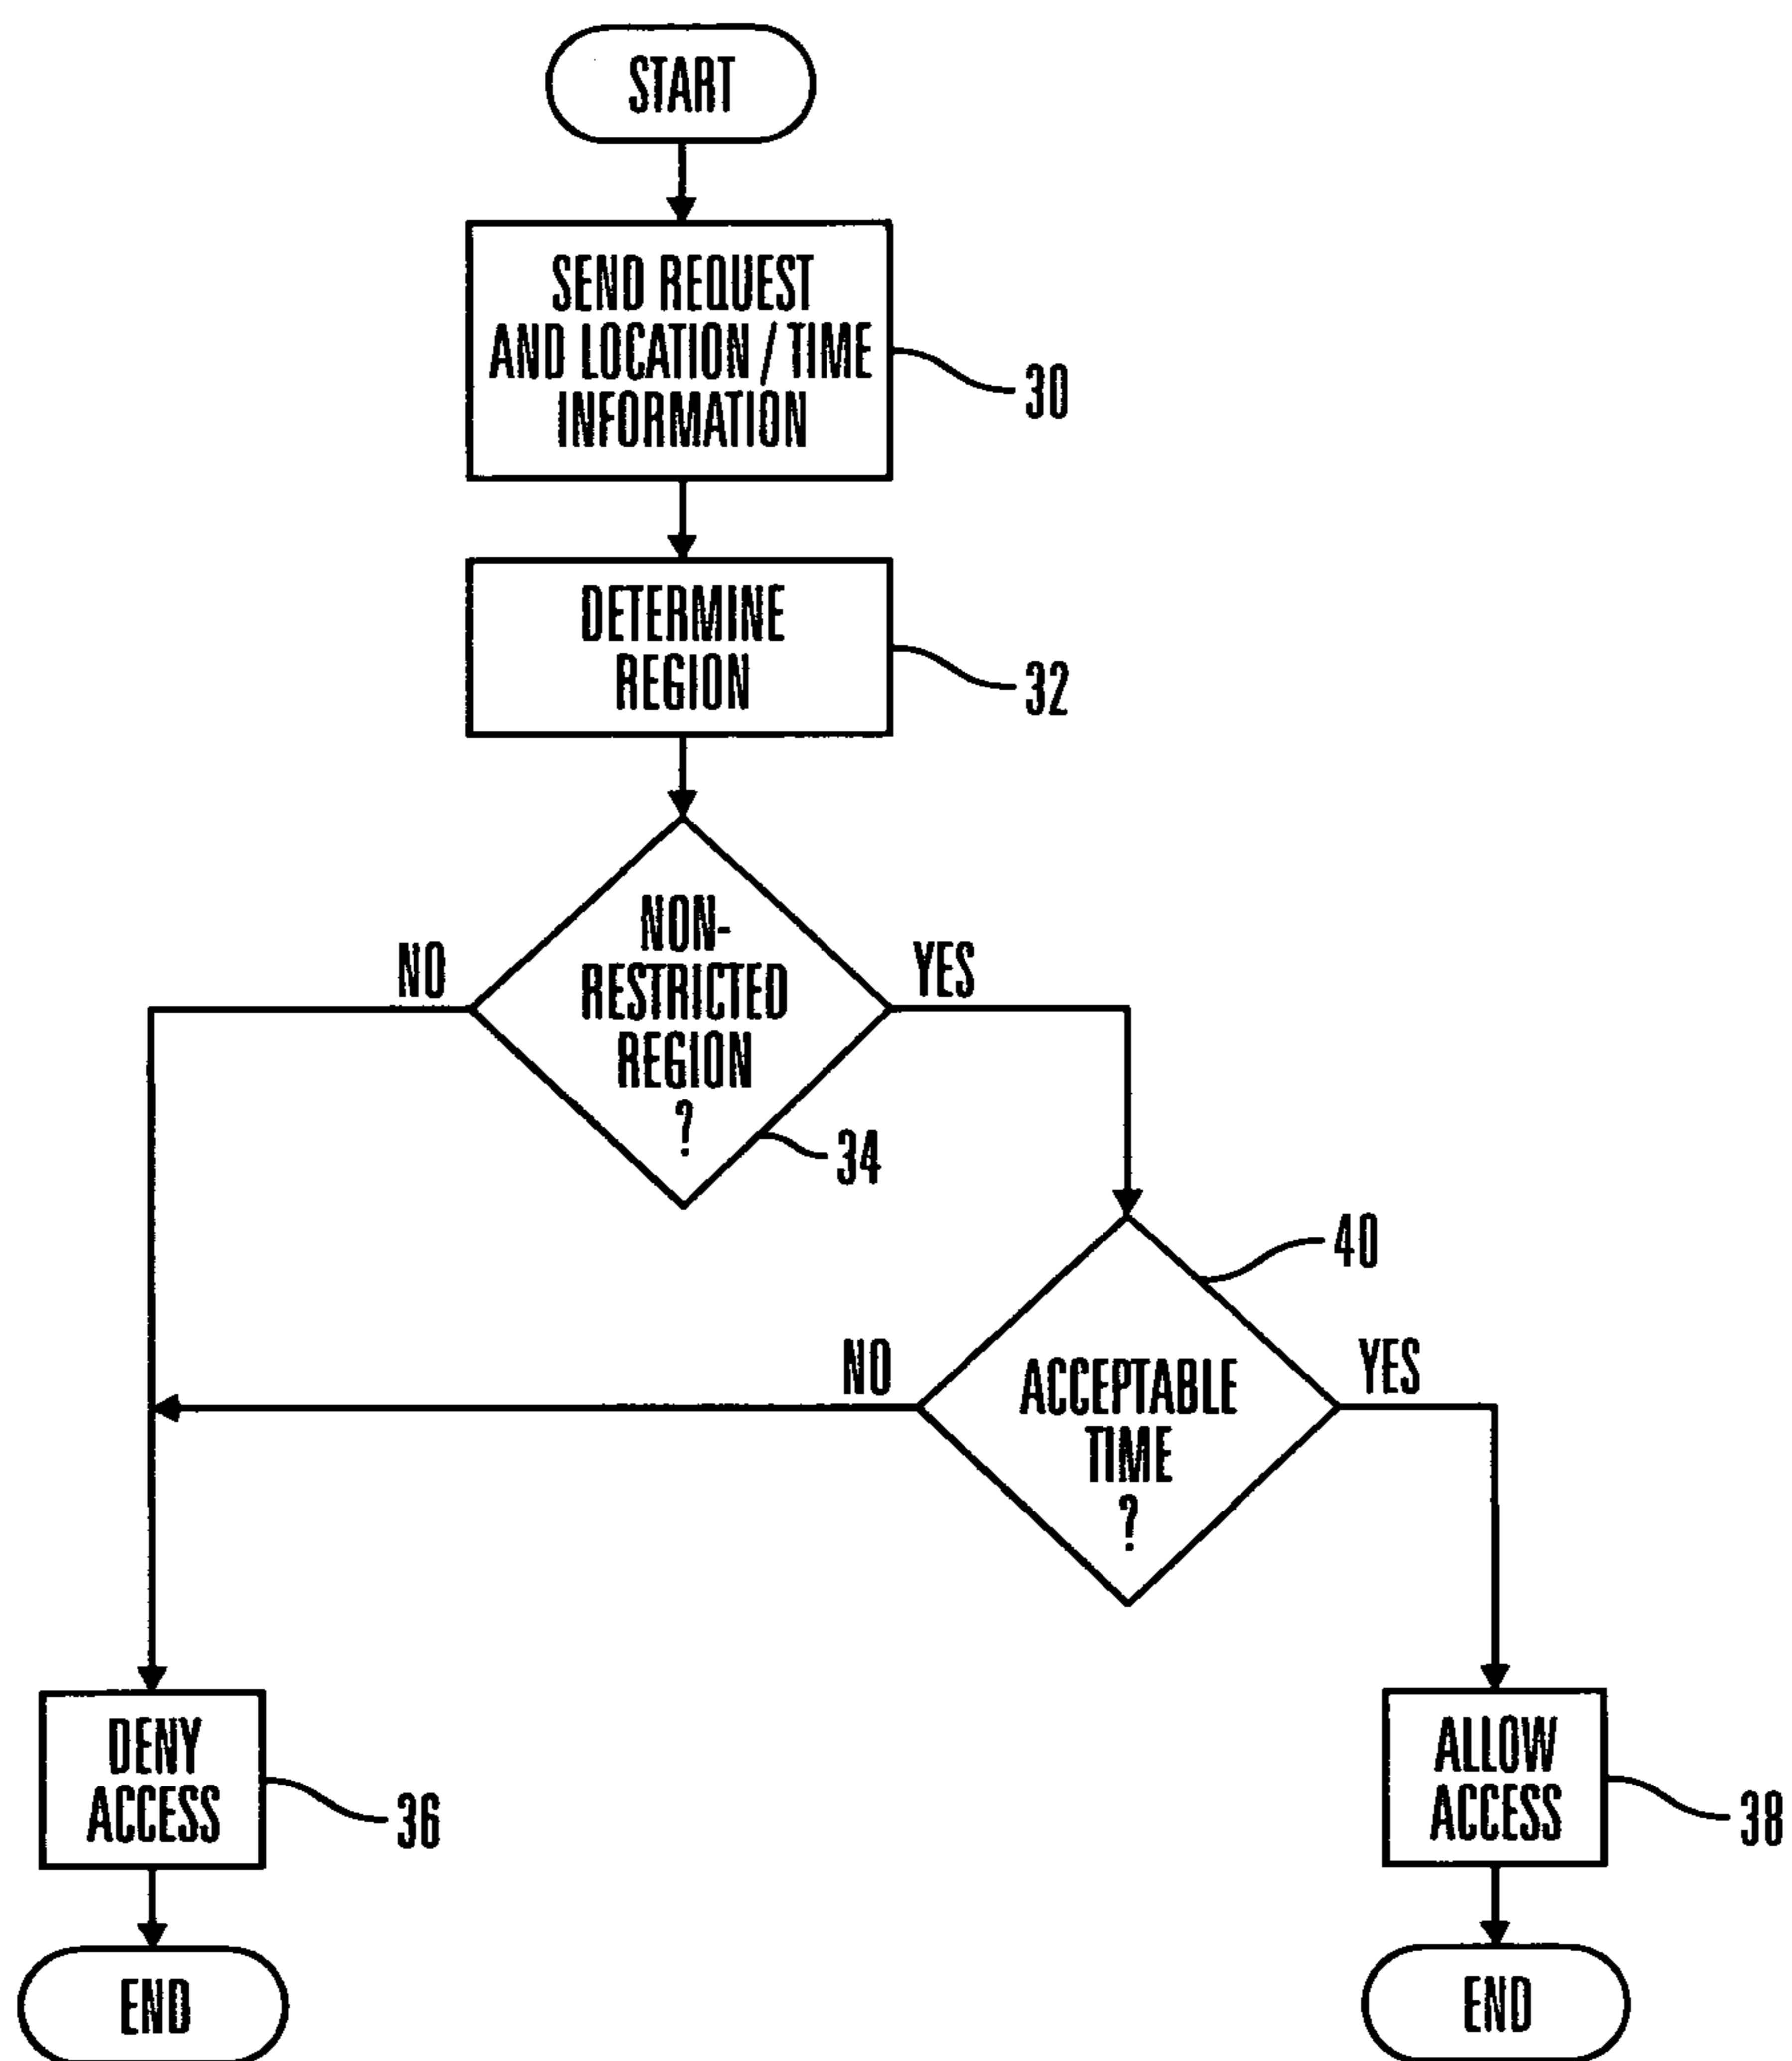 START
SEND REQUEST
AND LOCATION / TIME
INFORMATION
30
DETERMINE
REGION
32
NON-
RESTRICTED
REGION
?
NO
YES
34
40
ACCEPTABLE
TIME
?
NO
YES
DENY
ACCESS
36
ALLOW
ACCESS
38
END
END